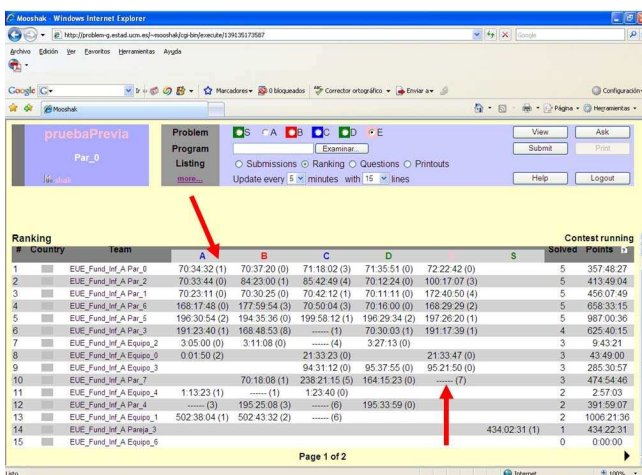 Mooshak - Windows Internet Explorer
http://problem-g.estad.ucm.es/~mooshak/cgi-bin/execute/139135173587
Google
Archivo Edición Ver Favoritos Herramientas Ayuda
Google G Ir Marcadores 0 bloqueados Corrector ortográfico Enviar a Configuración
Mooshak Página Herramientas
pruebaPrevia
Par_0
Problem S A B C D E
Program Examinar...
Listing Submissions Ranking Questions Printouts
more... Update every 5 minutes with 15 lines
View Ask
Submit Print
Help Logout
Ranking Contest running
# Country Team A B C D S Solved Points
1 EUE_Fund_Inf_A Par_0 70:34:32 (1) 70:37:20 (0) 71:18:02 (3) 71:35:51 (0) 72:22:42 (0) 5 357:48:27
2 EUE_Fund_Inf_A Par_2 70:33:44 (0) 84:23:00 (1) 85:42:49 (4) 70:12:24 (0) 100:17:07 (3) 5 413:49:04
3 EUE_Fund_Inf_A Par_1 70:23:11 (0) 70:30:25 (0) 70:42:12 (1) 70:11:11 (0) 172:40:50 (4) 5 456:07:49
4 EUE_Fund_Inf_A Par_6 168:17:48 (0) 177:59:54 (3) 70:50:04 (3) 70:16:00 (0) 168:29:29 (2) 5 658:33:15
5 EUE_Fund_Inf_A Par_5 196:30:54 (2) 194:35:36 (0) 199:58:12 (1) 196:29:34 (2) 197:26:20 (1) 5 987:00:36
6 EUE_Fund_Inf_A Par_3 191:23:40 (1) 168:48:53 (8) ------ (1) 70:30:03 (1) 191:17:39 (1) 4 625:40:15
7 EUE_Fund_Inf_A Equipo_2 3:05:00 (0) 3:11:08 (0) ------ (4) 3:27:13 (0) 3 9:43:21
8 EUE_Fund_Inf_A Equipo_0 0:01:50 (2) 21:33:23 (0) 21:33:47 (0) 3 43:49:00
9 EUE_Fund_Inf_A Equipo_3 94:31:12 (0) 95:37:55 (0) 95:21:50 (0) 3 285:30:57
10 EUE_Fund_Inf_A Par_7 70:18:08 (1) 238:21:15 (5) 164:15:23 (0) ------ (7) 3 474:54:46
11 EUE_Fund_Inf_A Equipo_4 1:13:23 (1) ------ (1) 1:23:40 (0) 2 2:57:03
12 EUE_Fund_Inf_A Par_4 ------ (3) 195:25:08 (3) ------ (6) 195:33:59 (0) 2 391:59:07
13 EUE_Fund_Inf_A Equipo_1 502:38:04 (1) 502:43:32 (2) ------ (6) 2 1006:21:36
14 EUE_Fund_Inf_A Pareja_3 434:02:31 (1) 1 434:22:31
15 EUE_Fund_Inf_A Equipo_6 0 0:00:00
Page 1 of 2
Listo Internet 100%